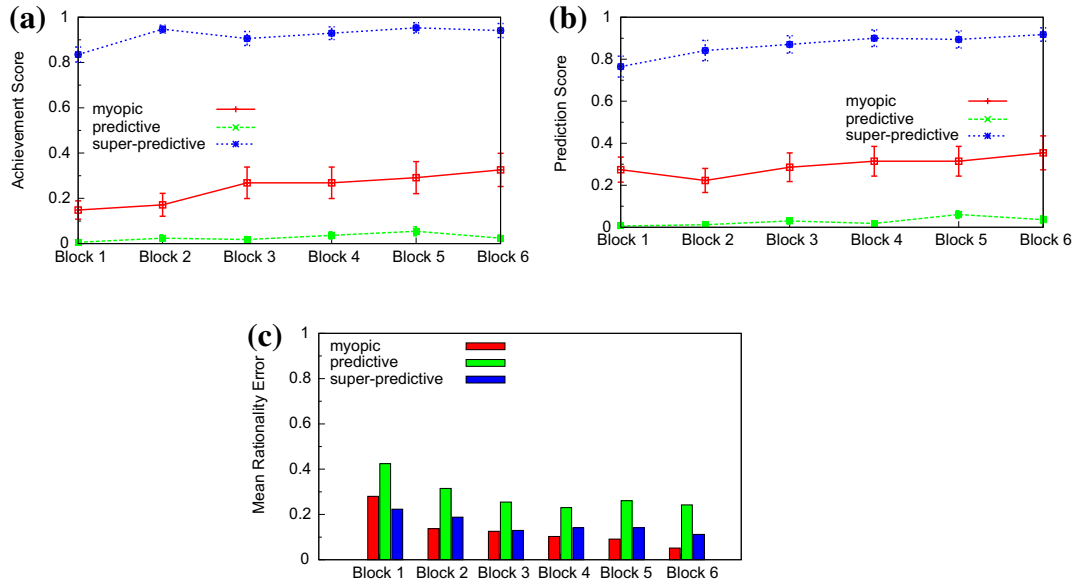 (a)
Achievement Score
1
0.8
0.6
0.4
0.2
0
myopic
predictive
super-predictive
Block 1 Block 2 Block 3 Block 4 Block 5 Block 6
(b)
Prediction Score
1
0.8
0.6
0.4
0.2
0
myopic
predictive
super-predictive
Block 1 Block 2 Block 3 Block 4 Block 5 Block 6
(c)
Mean Rationality Error
1
0.8
0.6
0.4
0.2
0
myopic
predictive
super-predictive
Block 1 Block 2 Block 3 Block 4 Block 5 Block 6